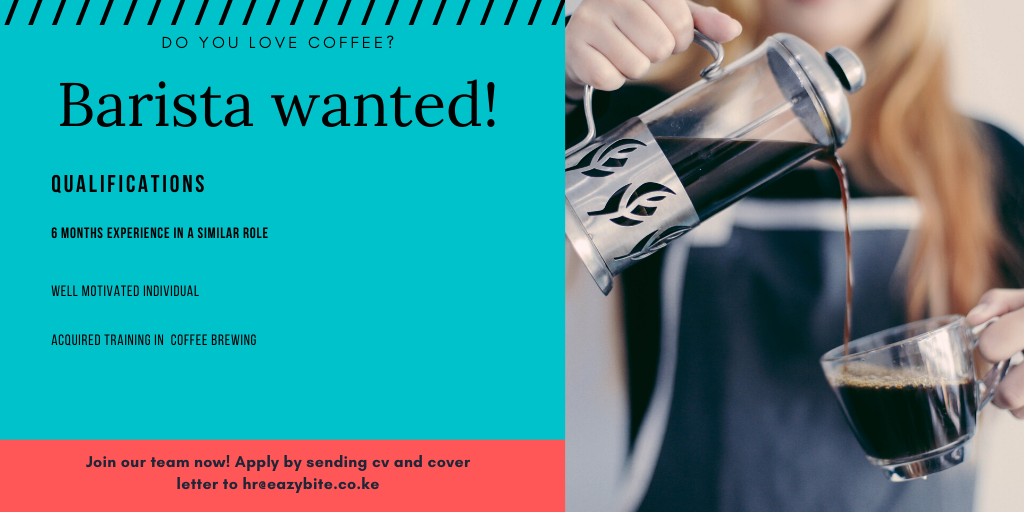 DO YOU LOVE COFFEE?
Barista wanted!
QUALIFICATIONS
6 MONTHS EXPERIENCE IN A SIMILAR ROLE
WELL MOTIVATED INDIVIDUAL
ACQUIRED TRAINING IN COFFEE BREWING
Join our team now! Apply by sending cv and cover
letter to hr@eazybite.co.ke